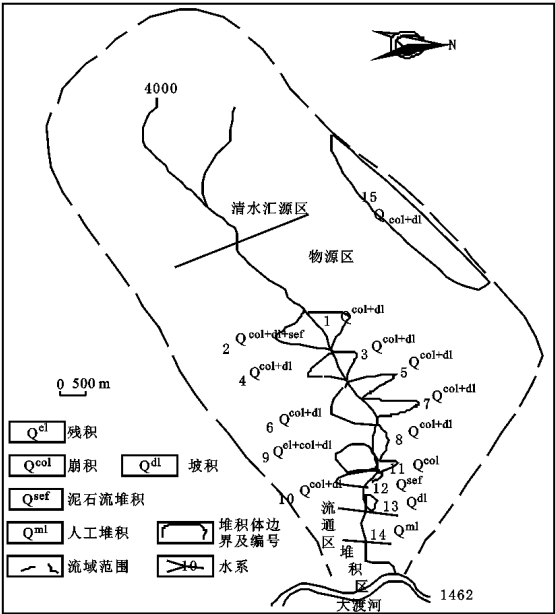 N
4000
清水汇源区
15
Qcol+dl
物源区
1 Qcol+dl
2 Qcol+dl+sef
3 Qcol+dl
4 Qcol+dl
5 Qcol+dl
6 Qcol+dl
7 Qcol+dl
8 Qcol+dl
9 Qel+col+dl
10 Qcol+dl
11 Qcol
12 Qsef
13 Qdl
14 Qml
流通区
堆积区
大渡河
1462
0 500 m
Qel 残积
Qcol 崩积 Qdl 坡积
Qsef 泥石流堆积
Qml 人工堆积 堆积体边界及编号
流域范围 10 水系